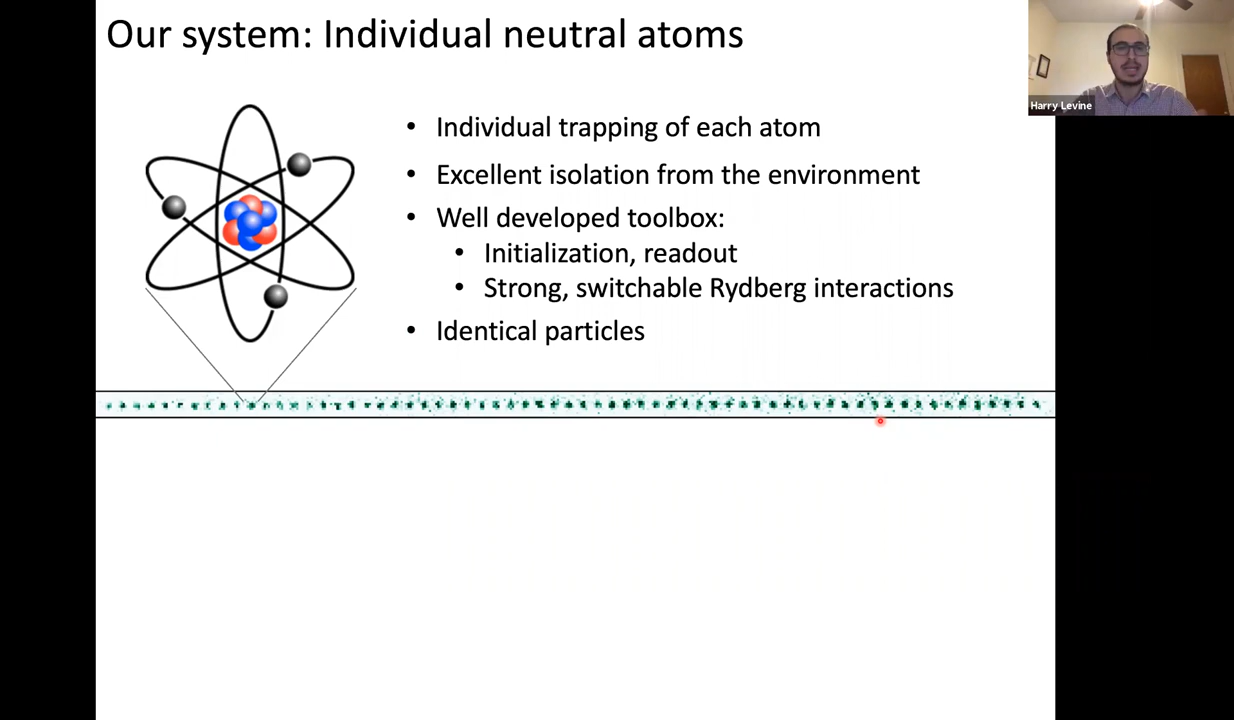 Our system: Individual neutral atoms
Harry Levine
• Individual trapping of each atom
• Excellent isolation from the environment
• Well developed toolbox:
• Initialization, readout
• Strong, switchable Rydberg interactions
• Identical particles